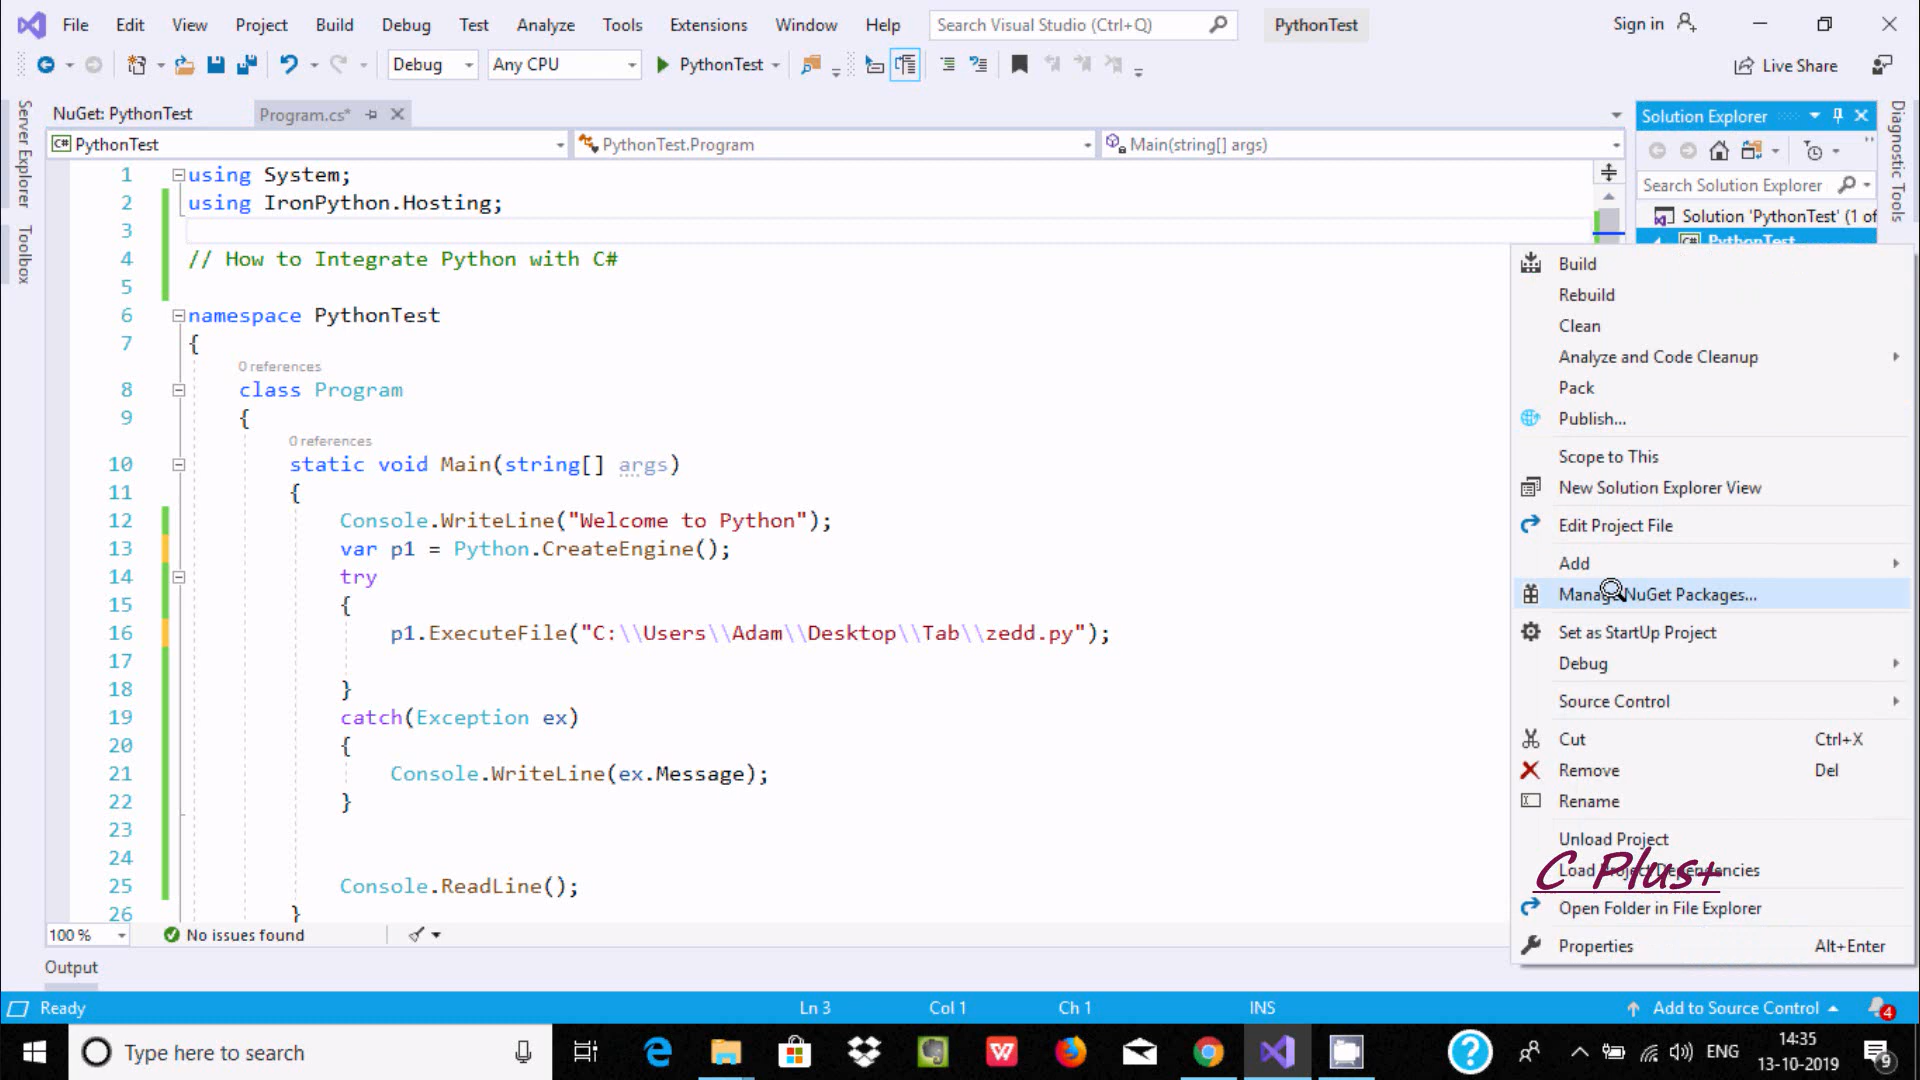 File Edit View Project Build Debug Test Analyze Tools Extensions Window Help Search Visual Studio (Ctrl+Q) PythonTest Sign in
Debug Any CPU PythonTest Live Share
Server Explorer
Toolbox
NuGet: PythonTest Program.cs*
PythonTest PythonTest.Program Main(string[] args)
1 using System;
2 using IronPython.Hosting;
3
4 // How to Integrate Python with C#
5
6 namespace PythonTest
7 {
0 references
8 class Program
9 {
0 references
10 static void Main(string[] args)
11 {
12 Console.WriteLine("Welcome to Python");
13 var p1 = Python.CreateEngine();
14 try
15 {
16 p1.ExecuteFile("C:\\Users\\Adam\\Desktop\\Tab\\zedd.py");
17
18 }
19 catch(Exception ex)
20 {
21 Console.WriteLine(ex.Message);
22 }
23
24
25 Console.ReadLine();
26 }
100 % No issues found
Output
Solution Explorer
Search Solution Explorer
Solution 'PythonTest' (1 of
C# PythonTest
Diagnostic Tools
Build
Rebuild
Clean
Analyze and Code Cleanup
Pack
Publish...
Scope to This
New Solution Explorer View
Edit Project File
Add
Manage NuGet Packages...
Set as StartUp Project
Debug
Source Control
Cut Ctrl+X
Remove Del
Rename
Unload Project
Load Project Dependencies
C Plus+
Open Folder in File Explorer
Properties Alt+Enter
Ready Ln 3 Col 1 Ch 1 INS Add to Source Control 4
Type here to search ENG 14:35
13-10-2019 9